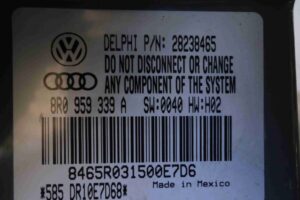 DELPHI P/N: 28238465
DO NOT DISCONNECT OR CHANGE
ANY COMPONENT OF THE SYSTEM
8R0 959 339 A SW:0040 HW:H02
8465R031500E7D6
Made in Mexico
*585 DR10E7D68*